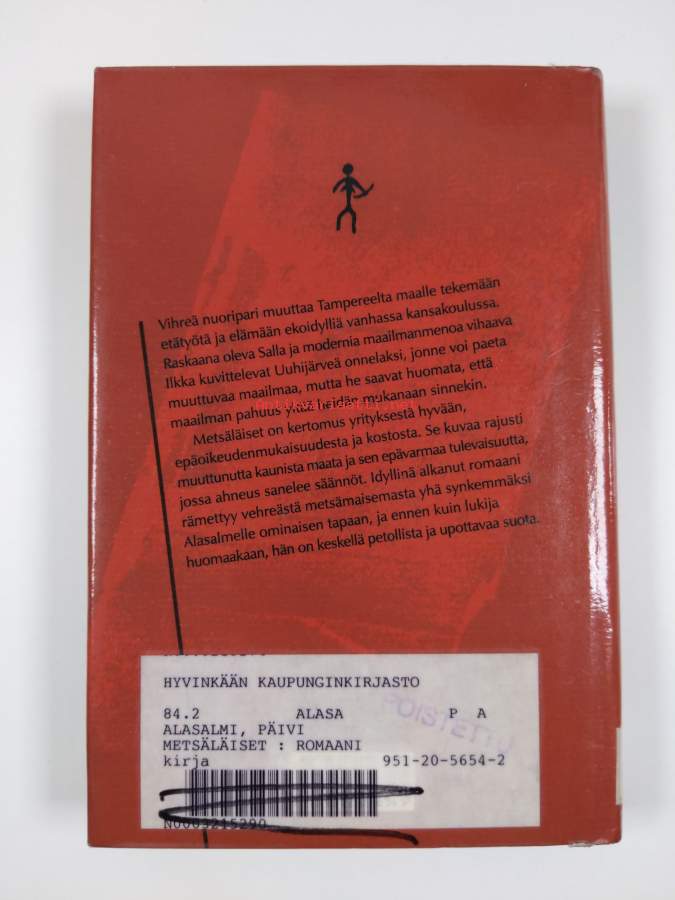 Vihreä nuoripari muuttaa Tampereelta maalle tekemään
etätyötä ja elämään ekoidylliä vanhassa kansakoulussa.
Raskaana oleva Salla ja modernia maailmanmenoa vihaava
Ilkka kuvittelevat Uuhijärveä onnelaksi, jonne voi paeta
muuttuvaa maailmaa, mutta he saavat huomata, että
maailman pahuus ykää heidän mukanaan sinnekin.
Metsäläiset on kertomus yrityksestä hyvään,
epäoikeudenmukaisuudesta ja kostosta. Se kuvaa rajusti
muuttunutta kaunista maata ja sen epävarmaa tulevaisuutta,
jossa ahneus sanelee säännöt. Idyllinä alkanut romaani
rämettyy vehreästä metsämaisemasta yhä synkemmäksi
Alasalmelle ominaisen tapaan, ja ennen kuin lukija
huomaakaan, hän on keskellä petollista ja upottavaa suota.
HYVINKÄÄN KAUPUNGINKIRJASTO
84.2 ALASA P A
POISTETTU
ALASALMI, PÄIVI
METSÄLÄISET : ROMAANI
kirja 951-20-5654-2
N0004215290